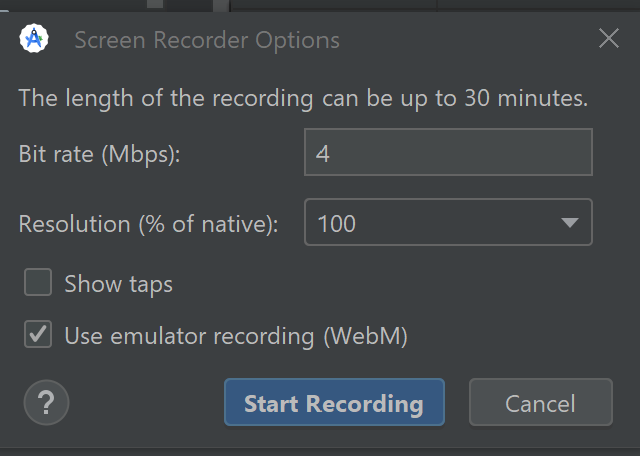 Screen Recorder Options
The length of the recording can be up to 30 minutes.
Bit rate (Mbps): 4
Resolution (% of native): 100
Show taps
Use emulator recording (WebM)
? Start Recording Cancel